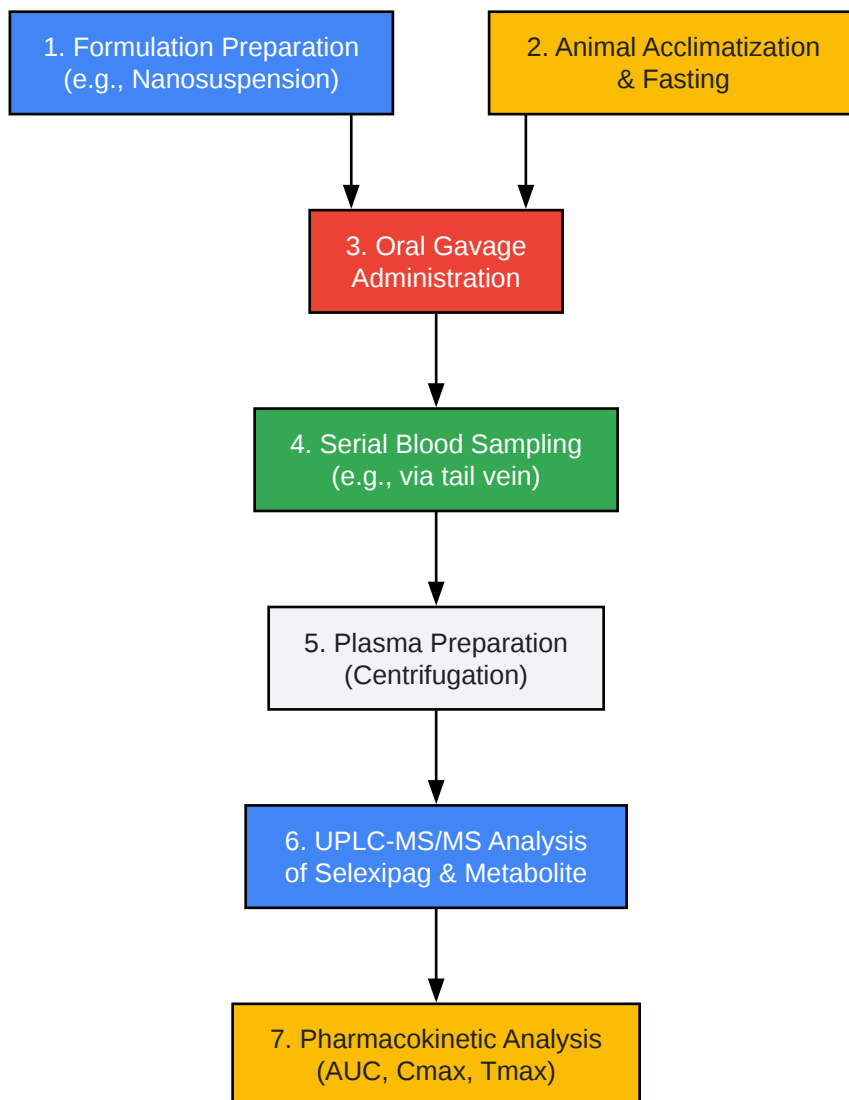 1. Formulation Preparation
(e.g., Nanosuspension)
2. Animal Acclimatization
& Fasting
3. Oral Gavage
Administration
4. Serial Blood Sampling
(e.g., via tail vein)
5. Plasma Preparation
(Centrifugation)
6. UPLC-MS/MS Analysis
of Selexipag & Metabolite
7. Pharmacokinetic Analysis
(AUC, Cmax, Tmax)